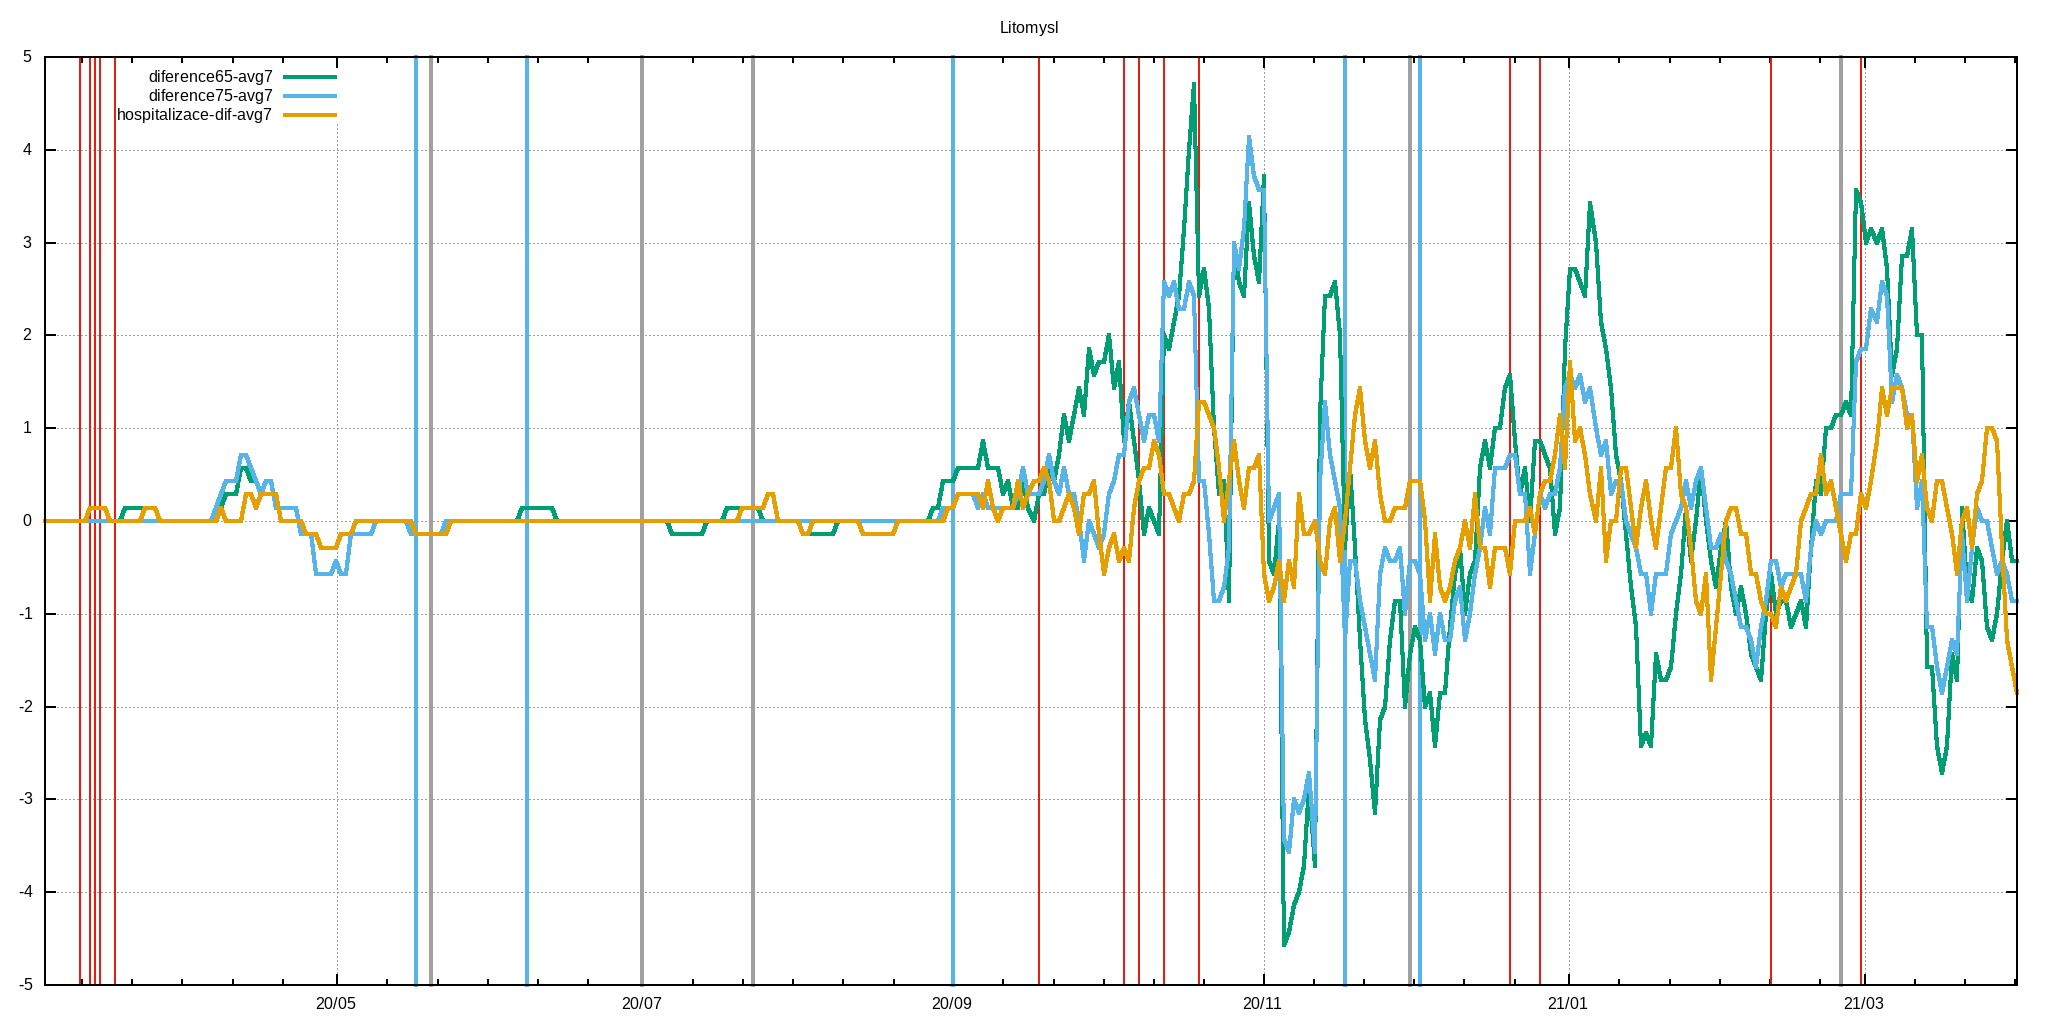 Litomysl
diference65-avg7
diference75-avg7
hospitalizace-dif-avg7
5
4
3
2
1
0
-1
-2
-3
-4
-5
20/05 20/07 20/09 20/11 21/01 21/03